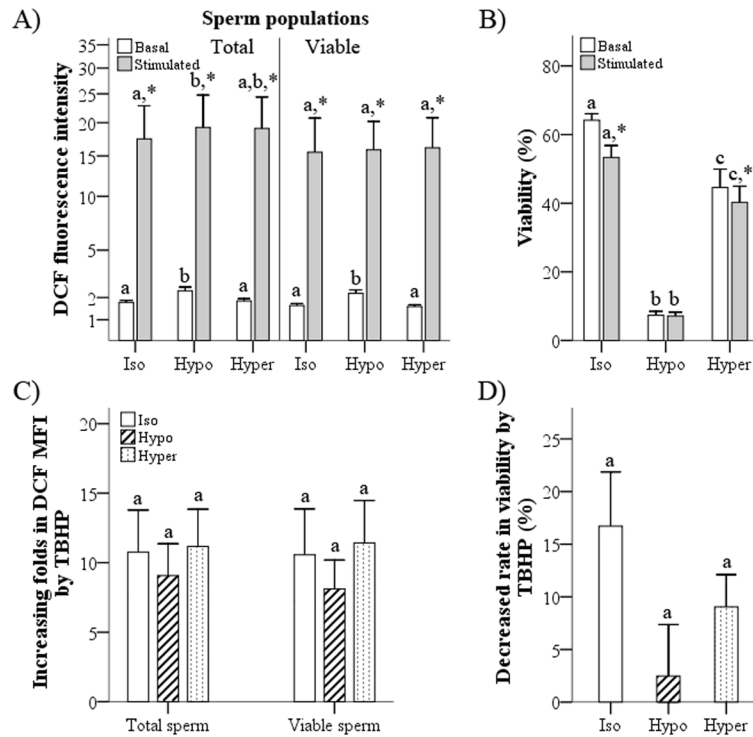 A)
Sperm populations
DCF fluorescence intensity
35
30
25
20
15
10
5
2
1
Basal
Stimulated
Total
Viable
a,*
b,*
a,b,*
a,*
a,*
a,*
a
b
a
a
b
a
Iso
Hypo
Hyper
Iso
Hypo
Hyper
B)
Viability (%)
80
60
40
20
0
Basal
Stimulated
a
a,*
b
b
c
c,*
Iso
Hypo
Hyper
C)
Increasing folds in DCF MFI
by TBHP
20
15
10
5
0
Iso
Hypo
Hyper
a
a
a
a
a
a
Total sperm
Viable sperm
D)
Decreased rate in viability by
TBHP (%)
25
20
15
10
5
0
a
a
a
Iso
Hypo
Hyper